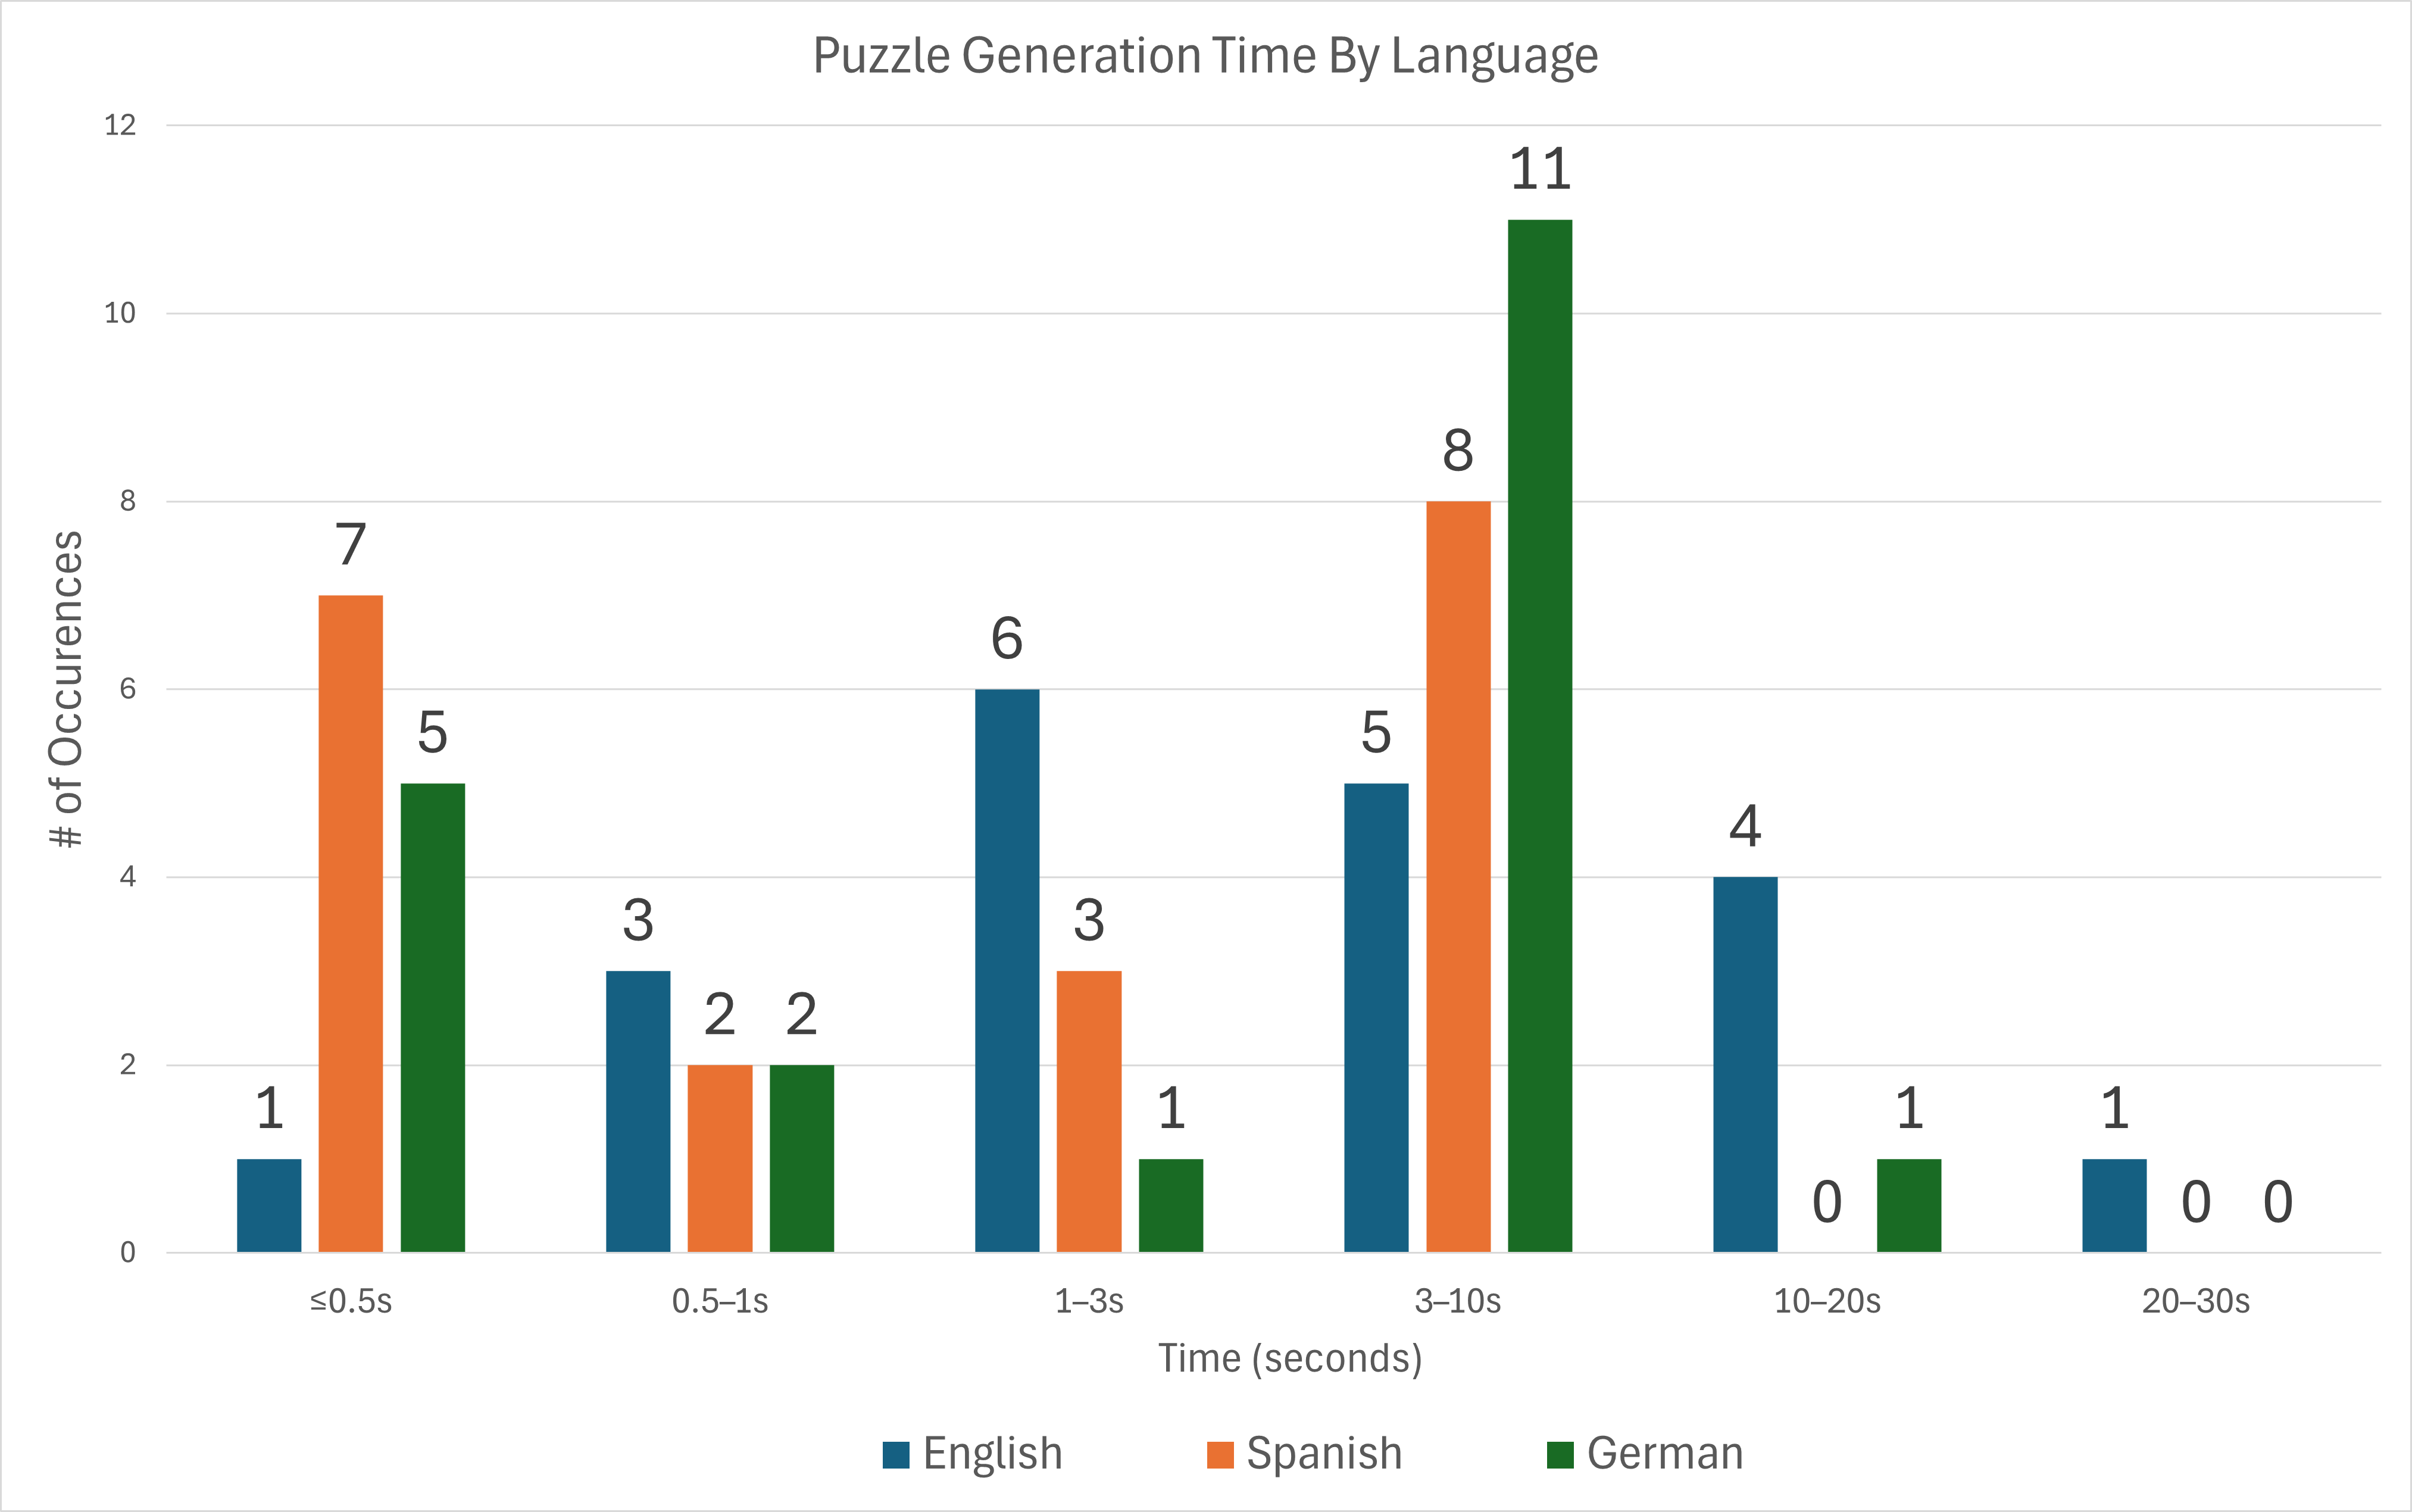 Puzzle Generation Time By Language
12
10
8
6
4
2
0
# of Occurences
1
7
5
3
2
2
6
3
1
5
8
11
4
0
1
1
0
0
≤0.5s
0.5–1s
1–3s
3–10s
10–20s
20–30s
Time (seconds)
English
Spanish
German